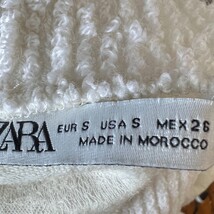 ZARA
EUR S USA S MEX 26
MADE IN MOROCCO